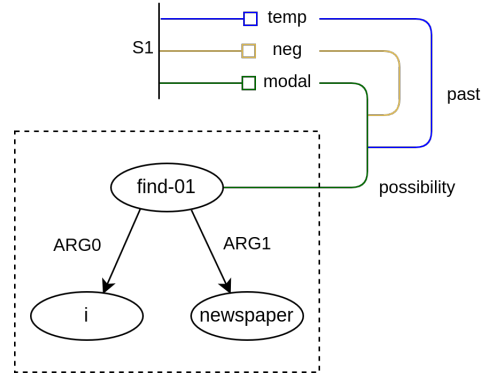 temp
S1
neg
modal
past
possibility
find-01
ARG0
ARG1
i
newspaper